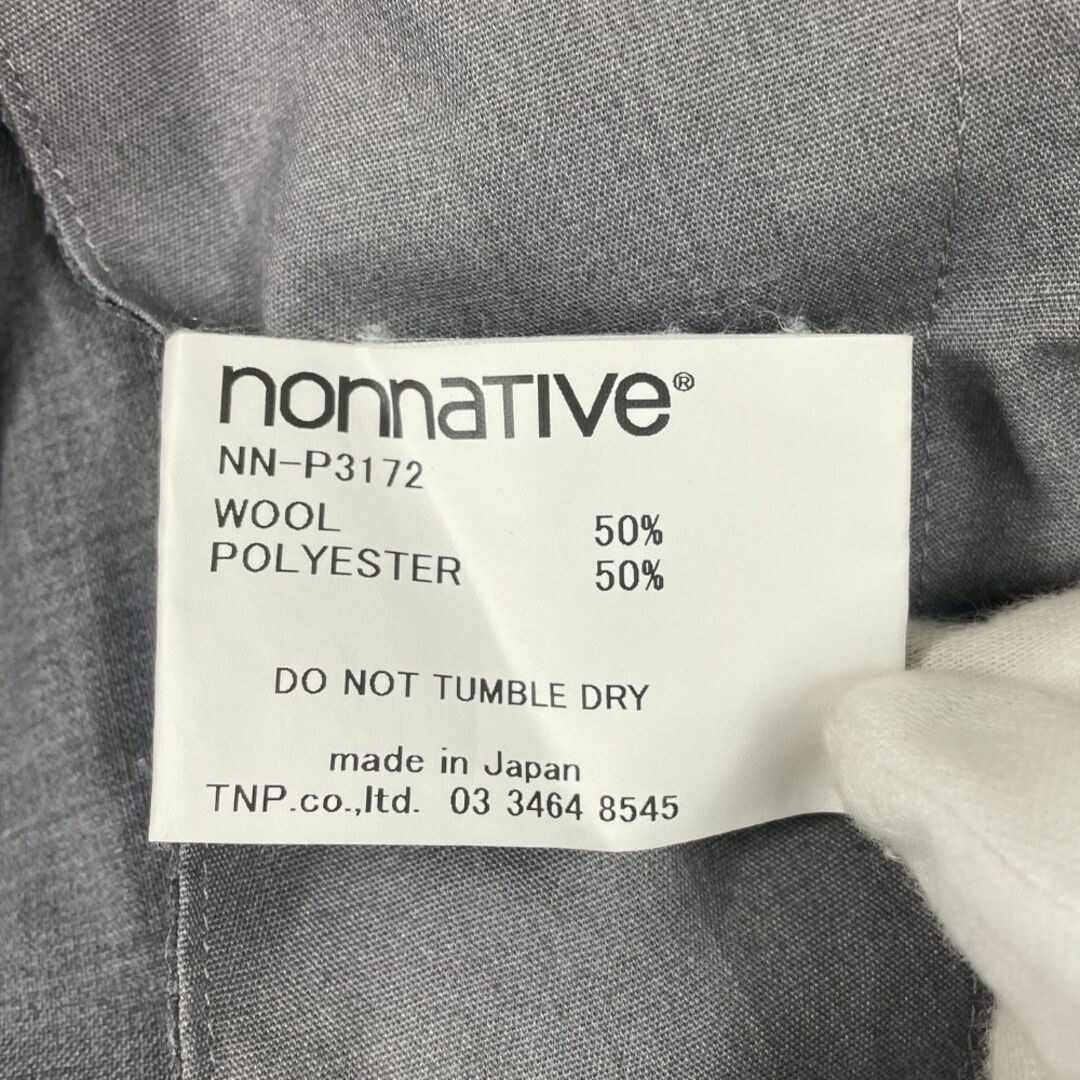 nonnaTIVe®
NN-P3172
WOOL 50%
POLYESTER 50%
DO NOT TUMBLE DRY
made in Japan
TNP.co.,ltd. 03 3464 8545